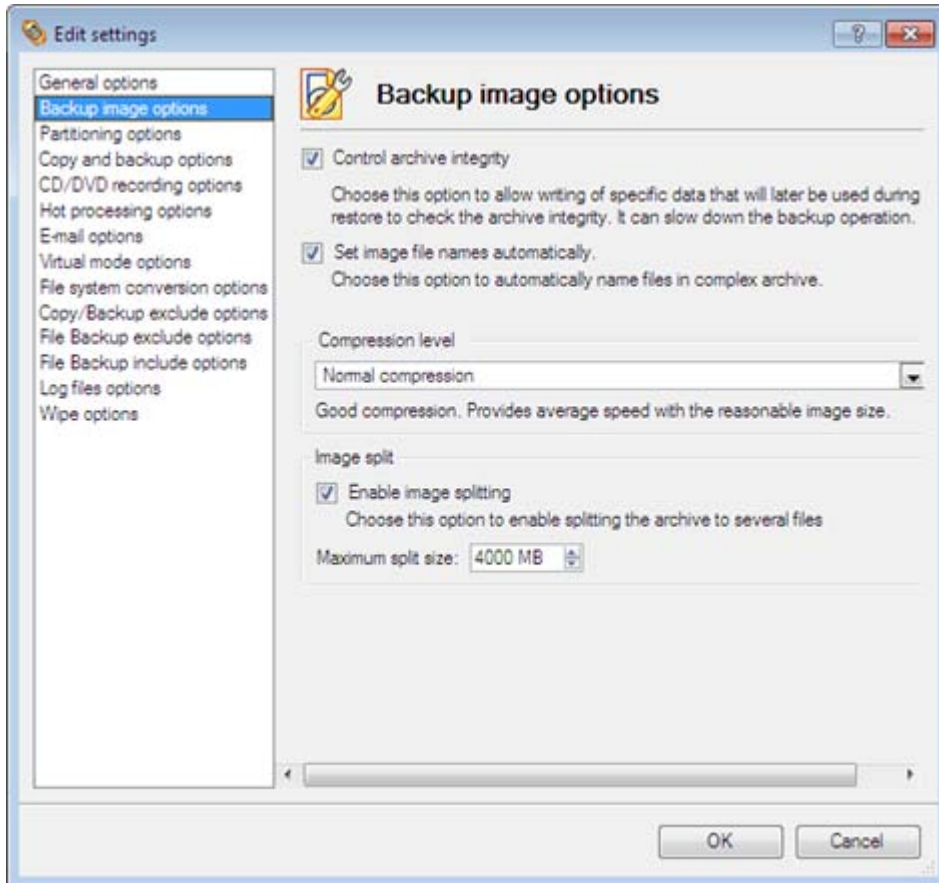 Edit settings
General options
Backup image options
Partitioning options
Copy and backup options
CD/DVD recording options
Hot processing options
E-mail options
Virtual mode options
File system conversion options
Copy/Backup exclude options
File Backup exclude options
File Backup include options
Log files options
Wipe options
Backup image options
Control archive integrity
Choose this option to allow writing of specific data that will later be used during
restore to check the archive integrity. It can slow down the backup operation.
Set image file names automatically.
Choose this option to automatically name files in complex archive.
Compression level
Normal compression
Good compression. Provides average speed with the reasonable image size.
Image split
Enable image splitting
Choose this option to enable splitting the archive to several files
Maximum split size: 4000 MB
OK Cancel